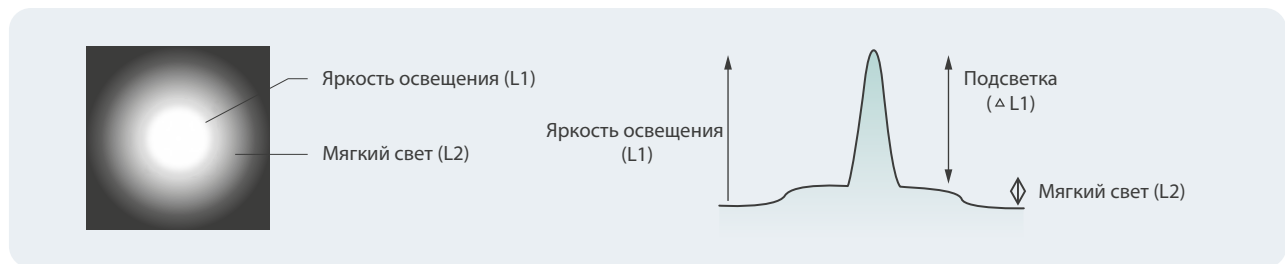 Яркость освещения (L1)
Мягкий свет (L2)
Яркость освещения
(L1)
Подсветка
(△ L1)
Мягкий свет (L2)